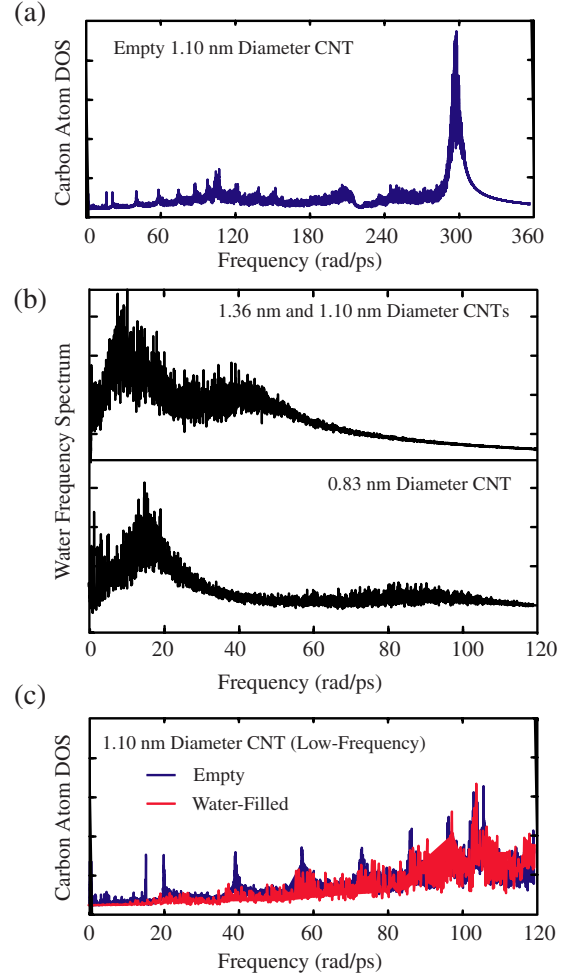 (a)
Empty 1.10 nm Diameter CNT
Carbon Atom DOS
0 60 120 180 240 300 360
Frequency (rad/ps)
(b)
1.36 nm and 1.10 nm Diameter CNTs
0.83 nm Diameter CNT
Water Frequency Spectrum
0 20 40 60 80 100 120
Frequency (rad/ps)
(c)
1.10 nm Diameter CNT (Low-Frequency)
Empty
Water-Filled
Carbon Atom DOS
0 20 40 60 80 100 120
Frequency (rad/ps)